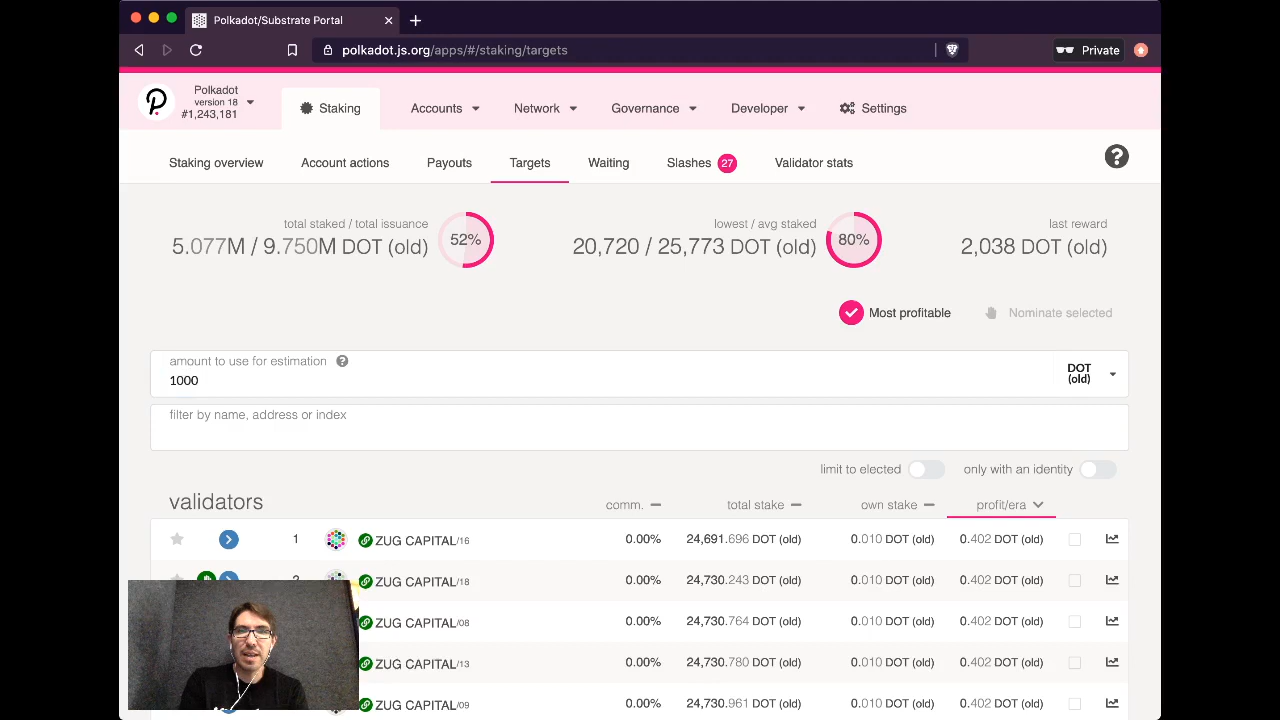 Polkadot/Substrate Portal
polkadot.js.org/apps/#/staking/targets
Private
Polkadot
version 18
#1,243,181
Staking
Accounts
Network
Governance
Developer
Settings
Staking overview
Account actions
Payouts
Targets
Waiting
Slashes 27
Validator stats
?
total staked / total issuance
5.077M / 9.750M DOT (old)
52%
lowest / avg staked
20,720 / 25,773 DOT (old)
80%
last reward
2,038 DOT (old)
Most profitable
Nominate selected
amount to use for estimation ?
1000
DOT
(old)
filter by name, address or index
limit to elected
only with an identity
validators comm. total stake own stake profit/era
1 ZUG CAPITAL/16 0.00% 24,691.696 DOT (old) 0.010 DOT (old) 0.402 DOT (old)
ZUG CAPITAL/18 0.00% 24,730.243 DOT (old) 0.010 DOT (old) 0.402 DOT (old)
ZUG CAPITAL/08 0.00% 24,730.764 DOT (old) 0.010 DOT (old) 0.402 DOT (old)
ZUG CAPITAL/13 0.00% 24,730.780 DOT (old) 0.010 DOT (old) 0.402 DOT (old)
ZUG CAPITAL/09 0.00% 24,730.961 DOT (old) 0.010 DOT (old) 0.402 DOT (old)